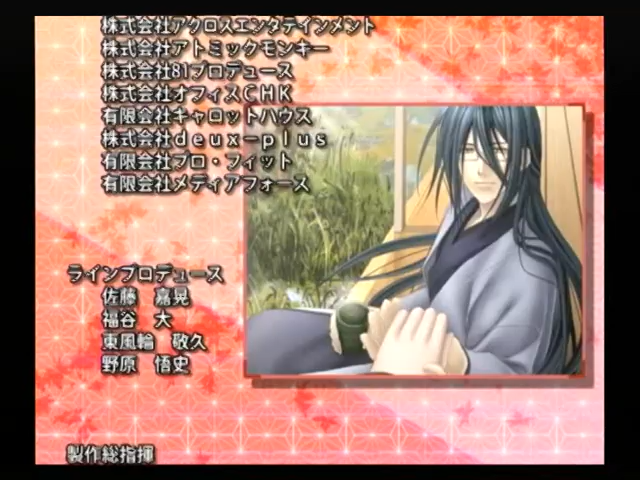 株式会社アクロスエンタテインメント
株式会社アトミックモンキー
株式会社81プロデュース
株式会社オフィスCHK
有限会社キャロットハウス
株式会社deux－plus
有限会社プロ・フィット
有限会社メディアフォース
ラインプロデュース
佐藤　嘉晃
福谷　大
東風輪　敬久
野原　悟史
製作総指揮